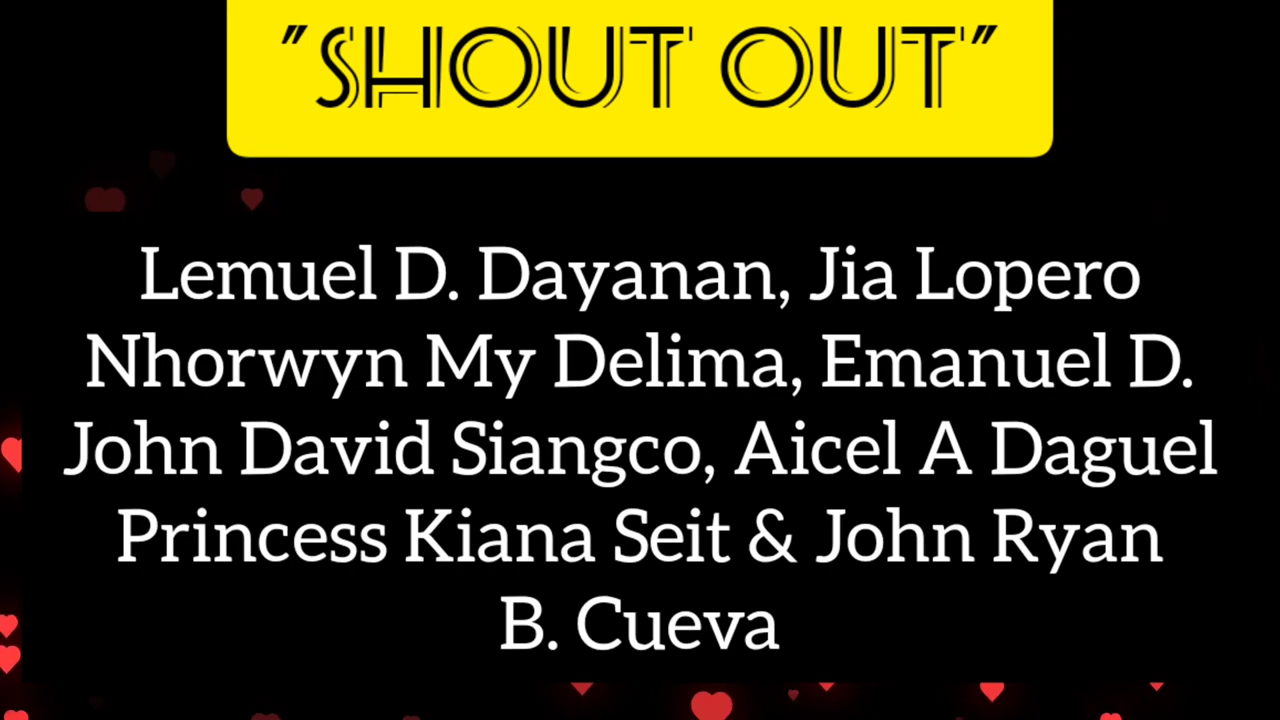 "SHOUT OUT"
Lemuel D. Dayanan, Jia Lopero
Nhorwyn My Delima, Emanuel D.
John David Siangco, Aicel A Daguel
Princess Kiana Seit & John Ryan
B. Cueva